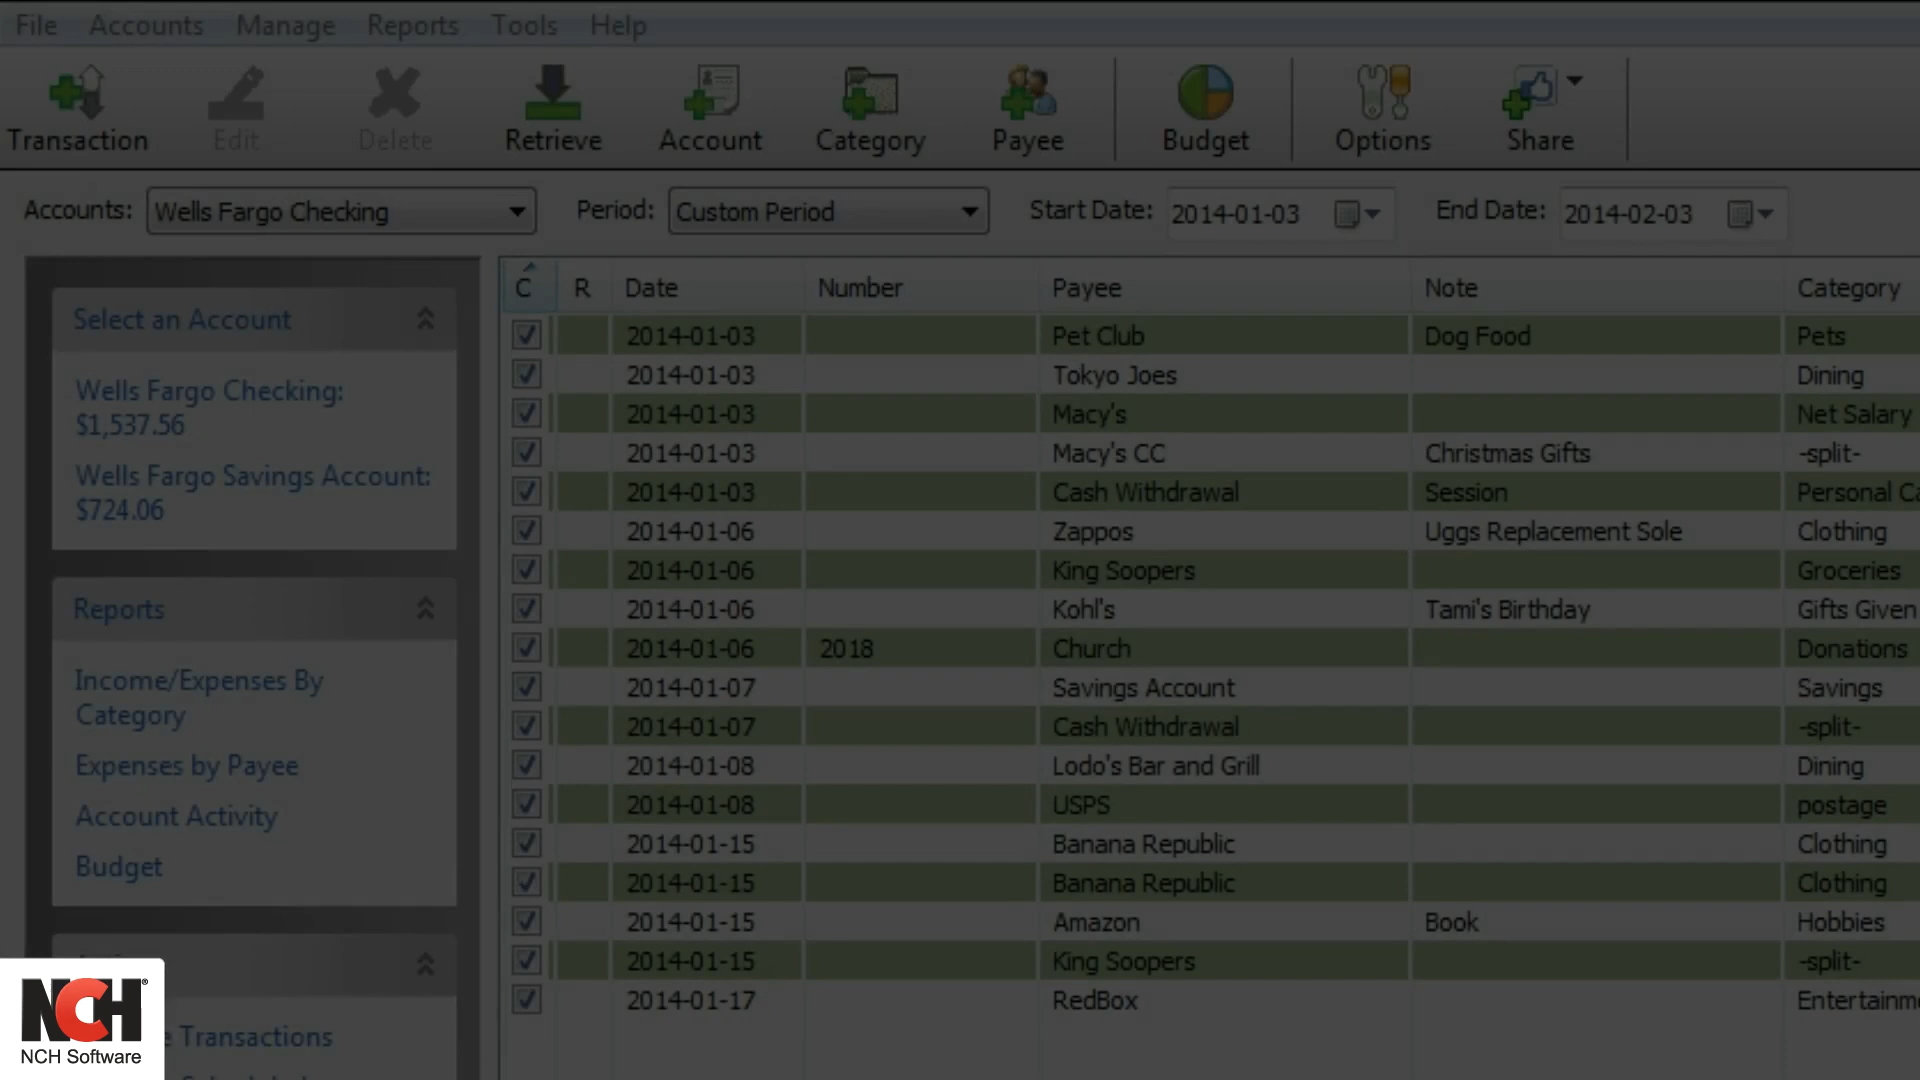 File Accounts Manage Reports Tools Help
Transaction Edit Delete Retrieve Account Category Payee Budget Options Share
Accounts: Wells Fargo Checking Period: Custom Period Start Date: 2014-01-03 End Date: 2014-02-03
Select an Account
Wells Fargo Checking:
$1,537.56
Wells Fargo Savings Account:
$724.06
Reports
Income/Expenses By
Category
Expenses by Payee
Account Activity
Budget
Transactions
C R Date Number Payee Note Category
2014-01-03 Pet Club Dog Food Pets
2014-01-03 Tokyo Joes Dining
2014-01-03 Macy's Net Salary
2014-01-03 Macy's CC Christmas Gifts -split-
2014-01-03 Cash Withdrawal Session Personal Ca
2014-01-06 Zappos Uggs Replacement Sole Clothing
2014-01-06 King Soopers Groceries
2014-01-06 Kohl's Tami's Birthday Gifts Given
2014-01-06 2018 Church Donations
2014-01-07 Savings Account Savings
2014-01-07 Cash Withdrawal -split-
2014-01-08 Lodo's Bar and Grill Dining
2014-01-08 USPS postage
2014-01-15 Banana Republic Clothing
2014-01-15 Banana Republic Clothing
2014-01-15 Amazon Book Hobbies
2014-01-15 King Soopers -split-
2014-01-17 RedBox Entertainm
NCH®
NCH Software